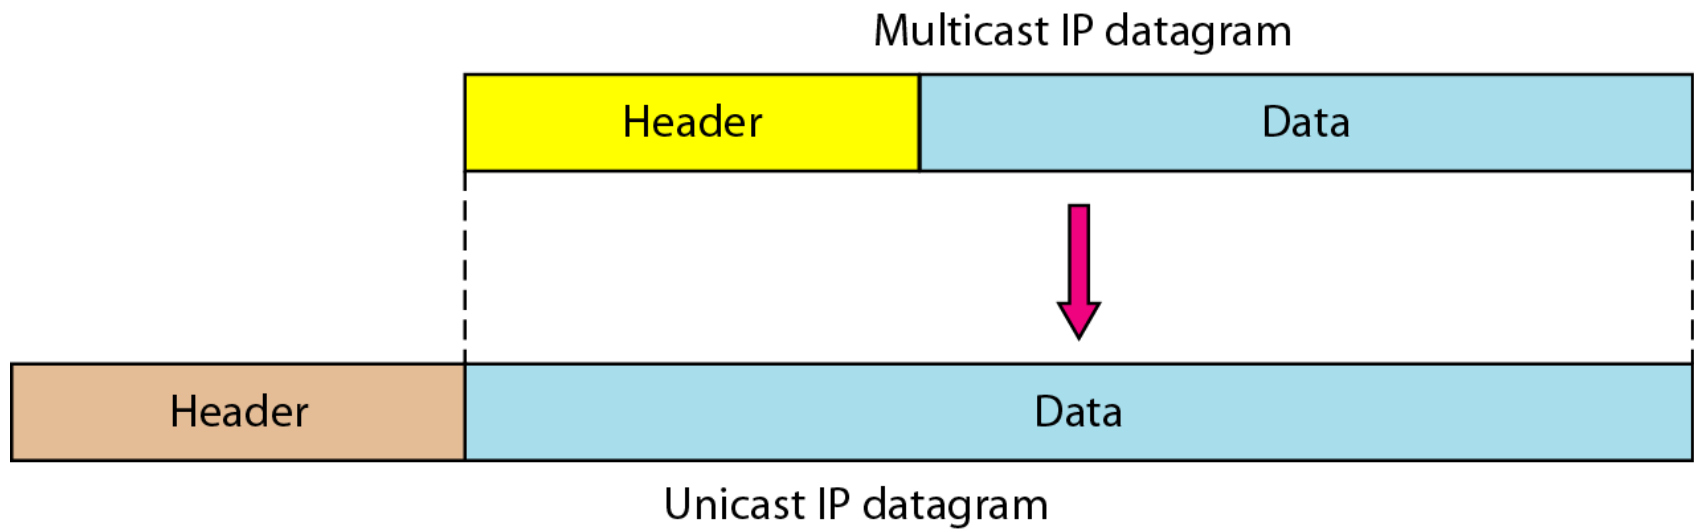 Multicast IP datagram
Header Data
Header Data
Unicast IP datagram